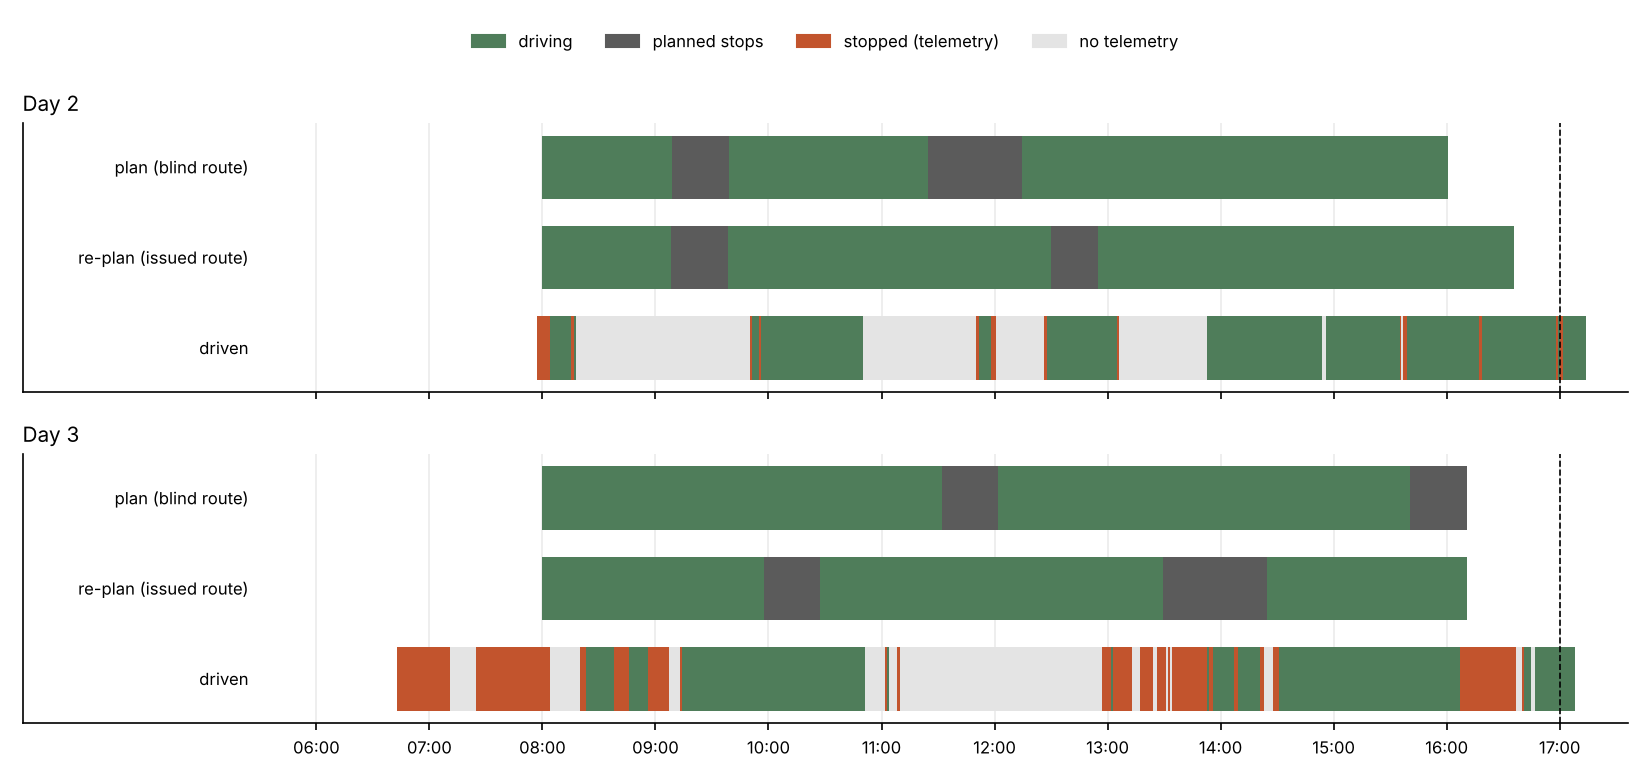 driving planned stops stopped (telemetry) no telemetry
Day 2
plan (blind route)
re-plan (issued route)
driven
Day 3
plan (blind route)
re-plan (issued route)
driven
06:00 07:00 08:00 09:00 10:00 11:00 12:00 13:00 14:00 15:00 16:00 17:00